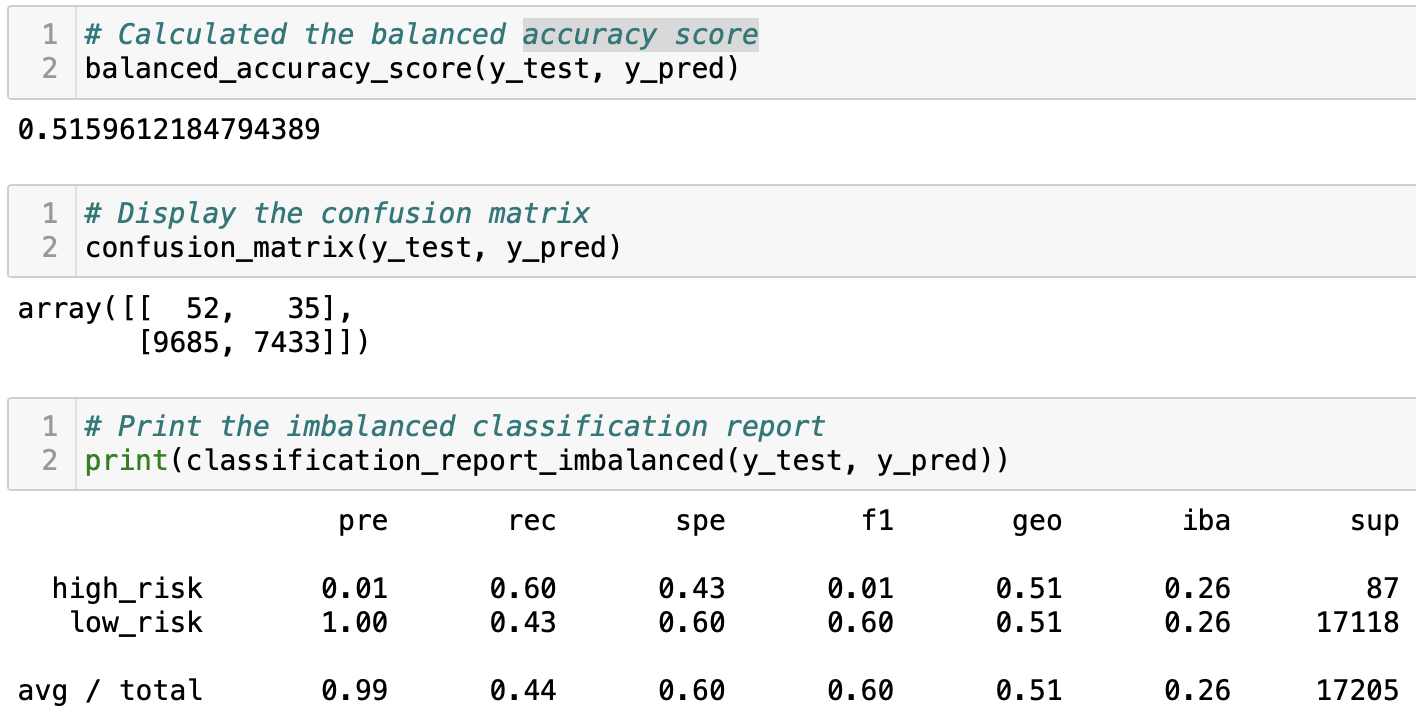 1 # Calculated the balanced accuracy score
2 balanced_accuracy_score(y_test, y_pred)
0.5159612184794389
1 # Display the confusion matrix
2 confusion_matrix(y_test, y_pred)
array([[  52,   35],
       [9685, 7433]])
1 # Print the imbalanced classification report
2 print(classification_report_imbalanced(y_test, y_pred))
pre rec spe f1 geo iba sup
high_risk 0.01 0.60 0.43 0.01 0.51 0.26 87
low_risk 1.00 0.43 0.60 0.60 0.51 0.26 17118
avg / total 0.99 0.44 0.60 0.60 0.51 0.26 17205